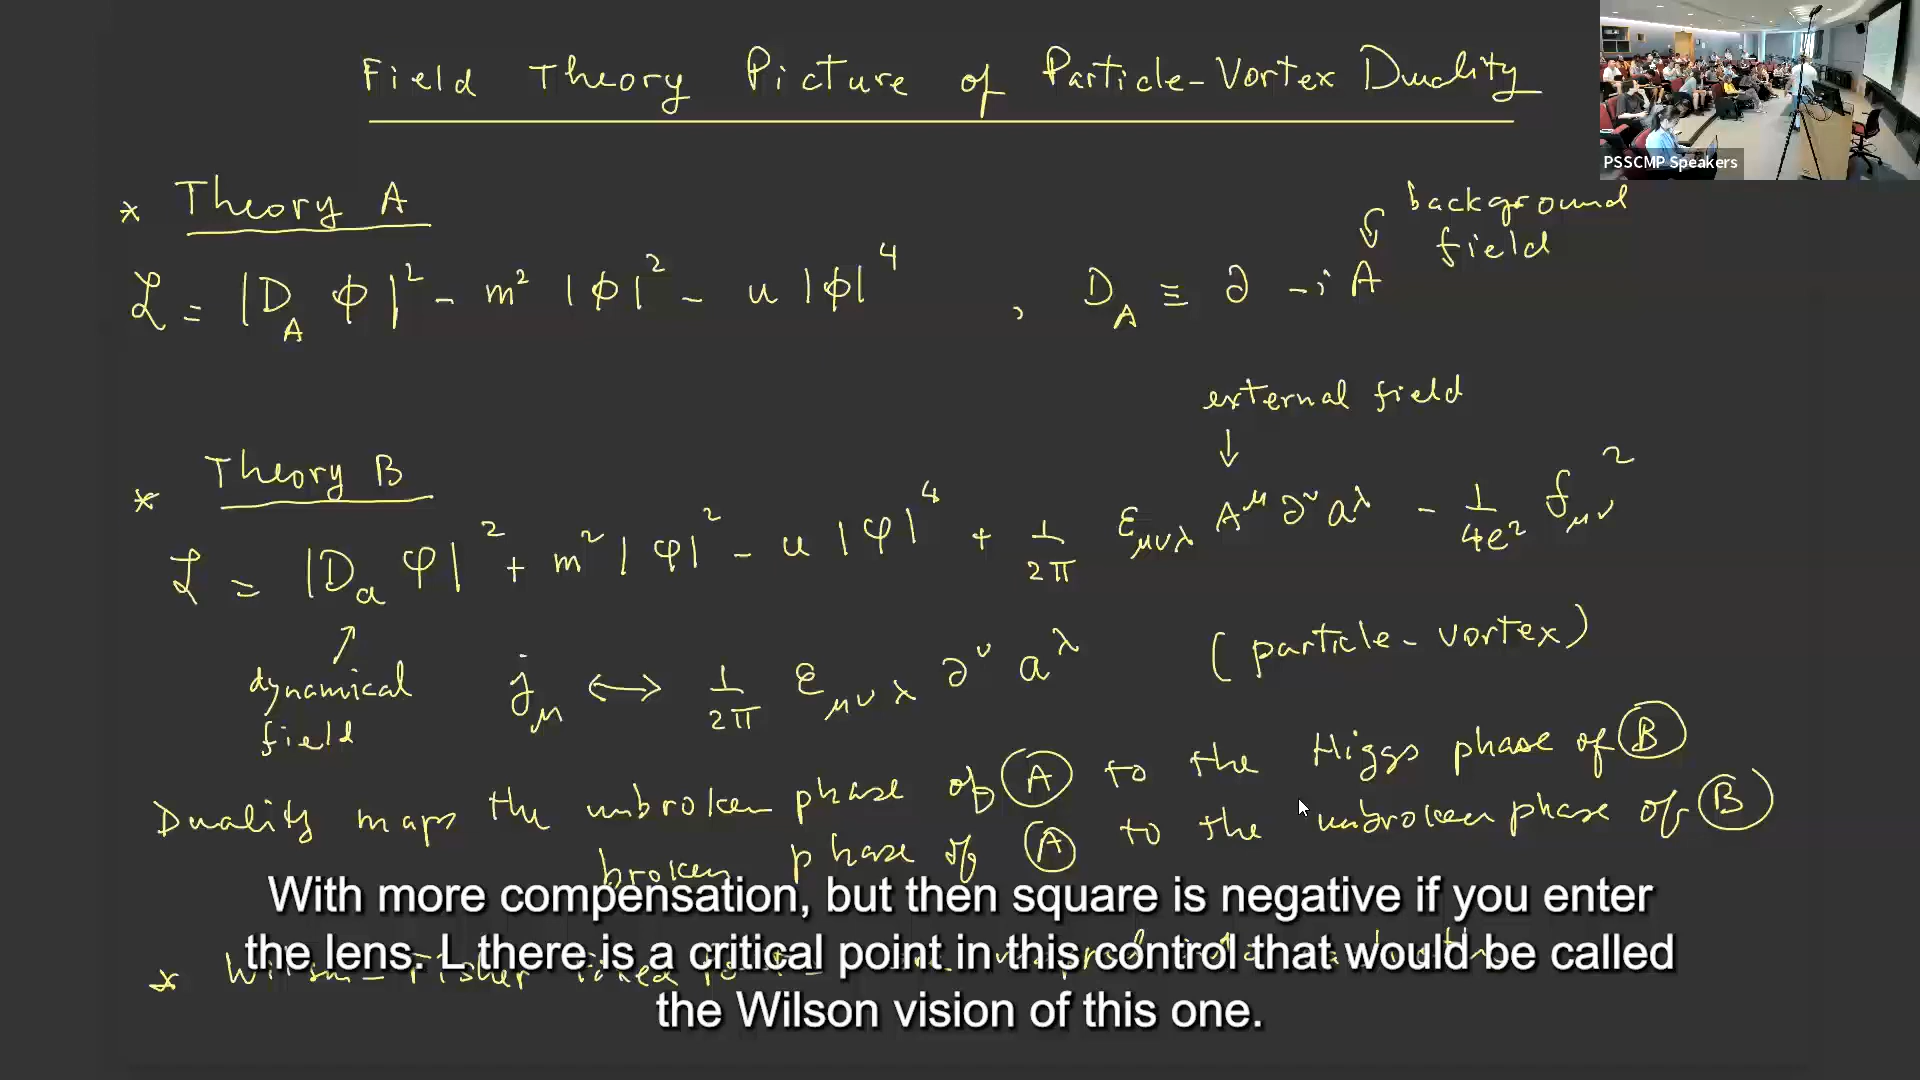 Field Theory Picture of Particle-Vortex Duality
PSSCMP Speakers
* Theory A
background field
ℒ = |D_A ϕ|² - m² |ϕ|² - u |ϕ|⁴ , D_A ≡ ∂ - i A
external field
↓
* Theory B
ℒ = |D_a φ|² + m² |φ|² - u |φ|⁴ + 1/2π ε_μνλ A^μ ∂^ν a^λ - 1/4e² f_μν²
dynamical field
j_μ ⟷ 1/2π ε_μνλ ∂^ν a^λ (particle-vortex)
Duality maps the unbroken phase of Ⓐ to the Higgs phase of Ⓑ
broken phase of Ⓐ to the unbroken phase of Ⓑ
* Wilson-Fisher fixed
With more compensation, but then square is negative if you enter
the lens. L there is a critical point in this control that would be called
the Wilson vision of this one.